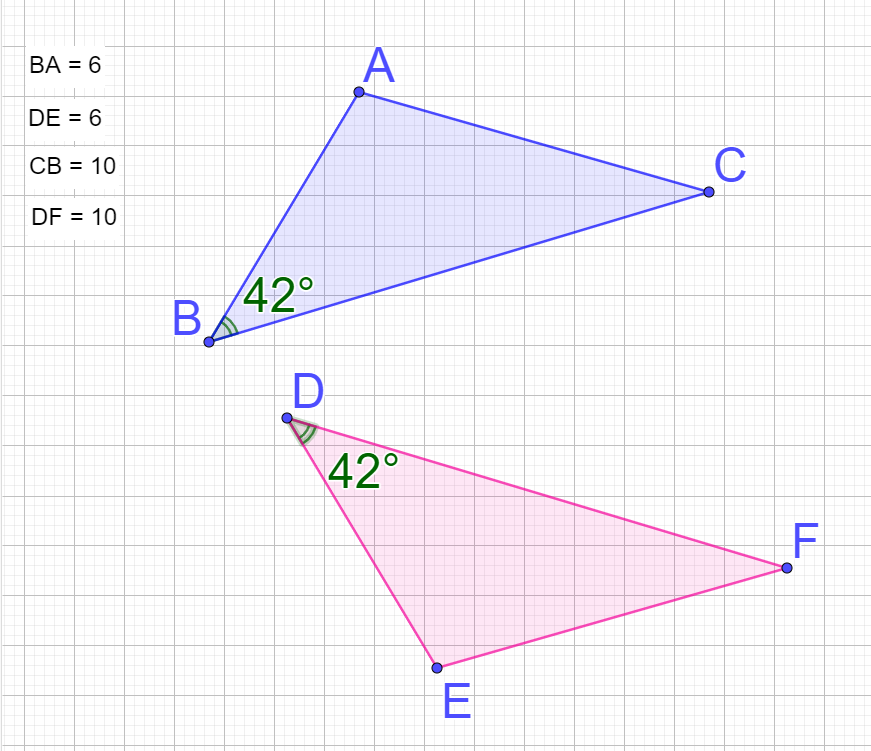 BA = 6
A
DE = 6
CB = 10
C
DF = 10
42°
B
D
42°
F
E